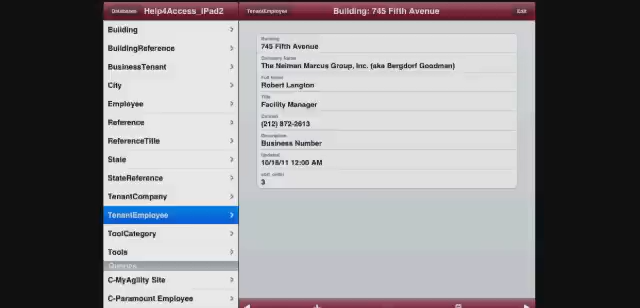 Databases
Help4Access_iPad2
TenantEmployee
Building: 745 Fifth Avenue
Edit
Building
BuildingReference
BusinessTenant
City
Employee
Reference
ReferenceTitle
State
StateReference
TenantCompany
TenantEmployee
ToolCategory
Tools
Queries
C-MyAgility Site
C-Paramount Employee
Building
745 Fifth Avenue
Company Name
The Neiman Marcus Group, Inc. (aka Bergdorf Goodman)
Full Name
Robert Langton
Title
Facility Manager
Contact
(212) 872-2613
Description
Business Number
Updated
10/18/11 12:00 AM
sort_order
3